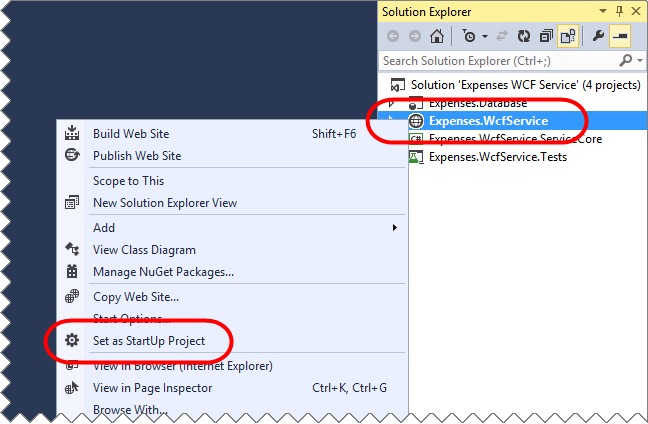 Solution Explorer
Search Solution Explorer (Ctrl+;)
Solution 'Expenses WCF Service' (4 projects)
Expenses.Database
Expenses.WcfService
Expenses.WcfService.ServiceCore
Expenses.WcfService.Tests
Build Web Site Shift+F6
Publish Web Site
Scope to This
New Solution Explorer View
Add
View Class Diagram
Manage NuGet Packages...
Copy Web Site...
Start Options...
Set as StartUp Project
View in Browser (Internet Explorer)
View in Page Inspector Ctrl+K, Ctrl+G
Browse With...